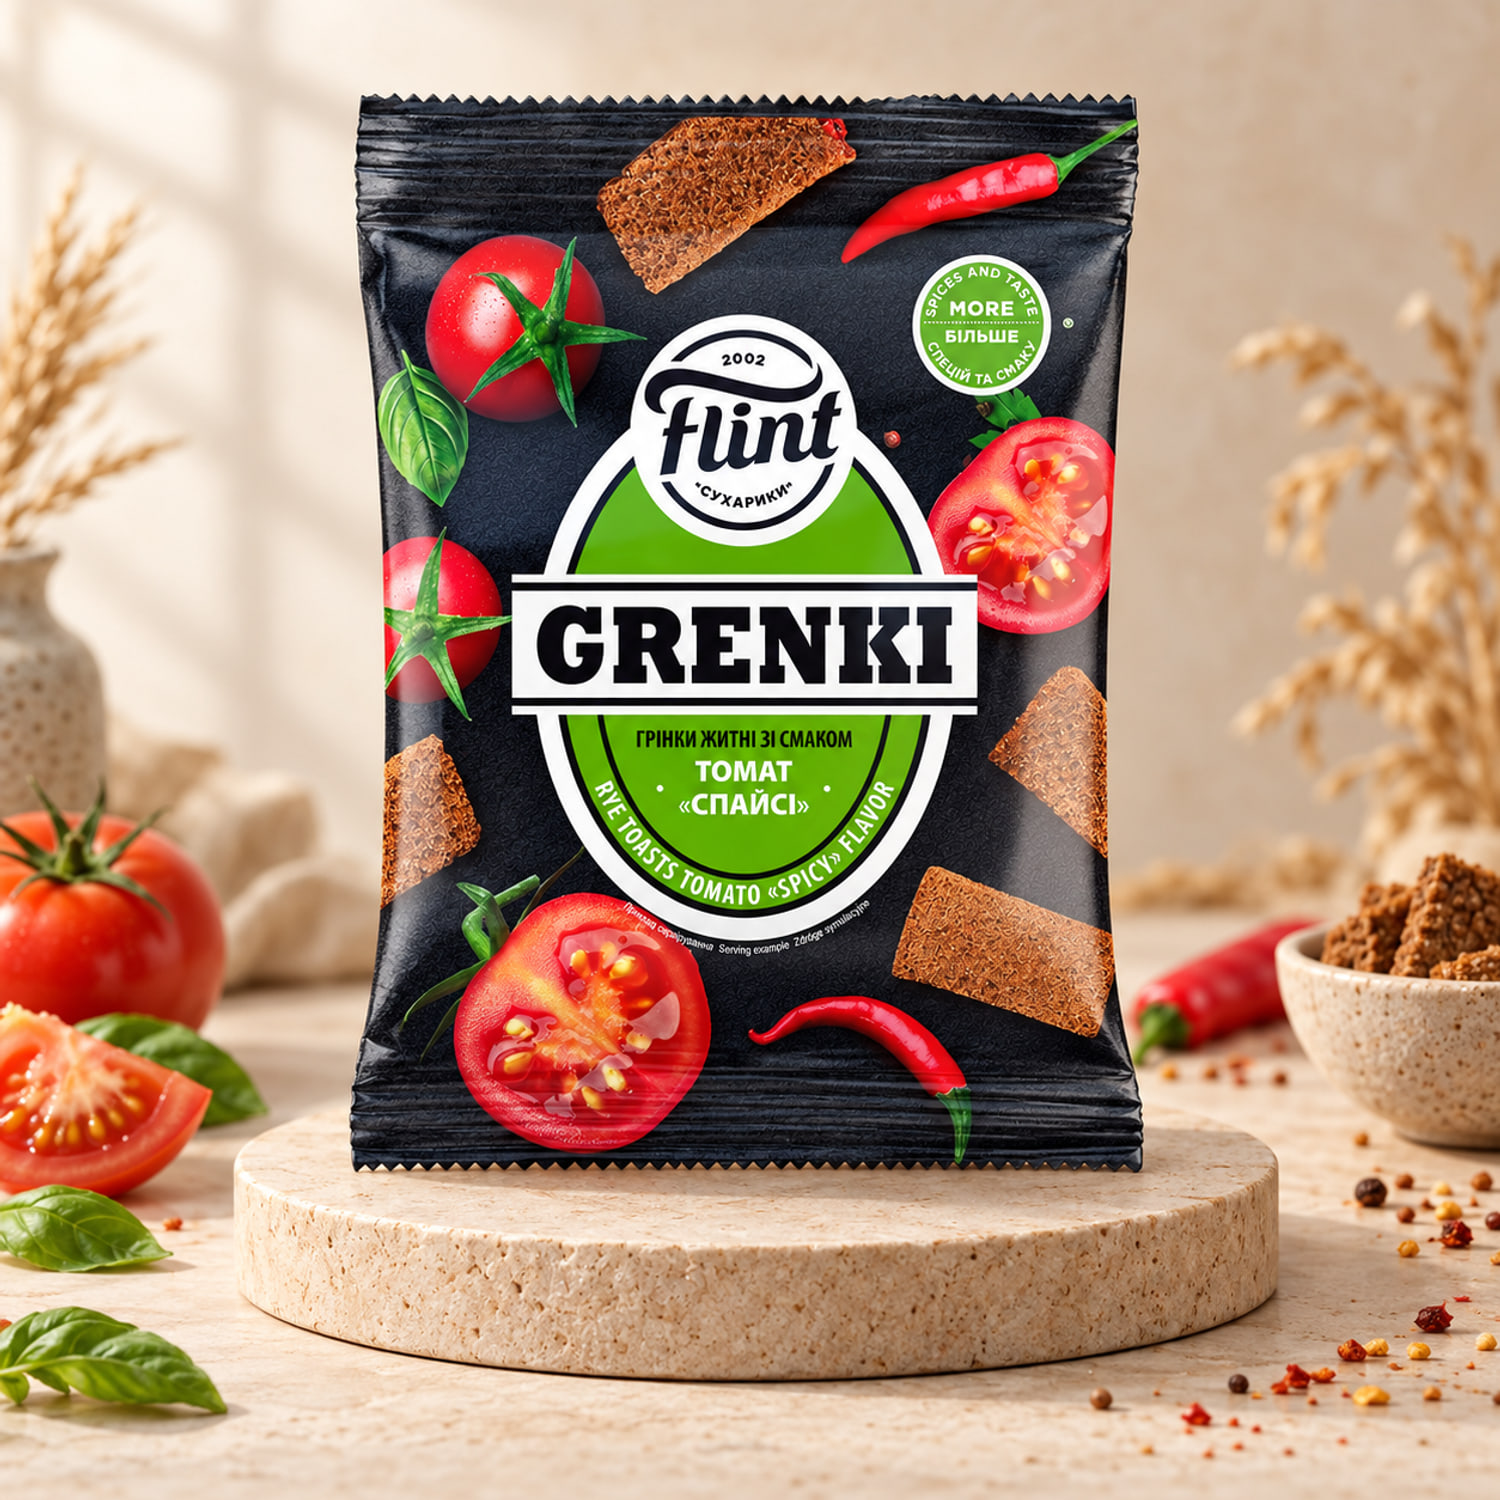 SPICES AND TASTE
MORE
БІЛЬШЕ
СПЕЦІЙ ТА СМАКУ
2002
flint
"СУХАРИКИ"
GRENKI
ГРІНКИ ЖИТНІ ЗІ СМАКОМ
ТОМАТ
«СПАЙСІ»
RYE TOASTS TOMATO «SPICY» FLAVOR
Serving example